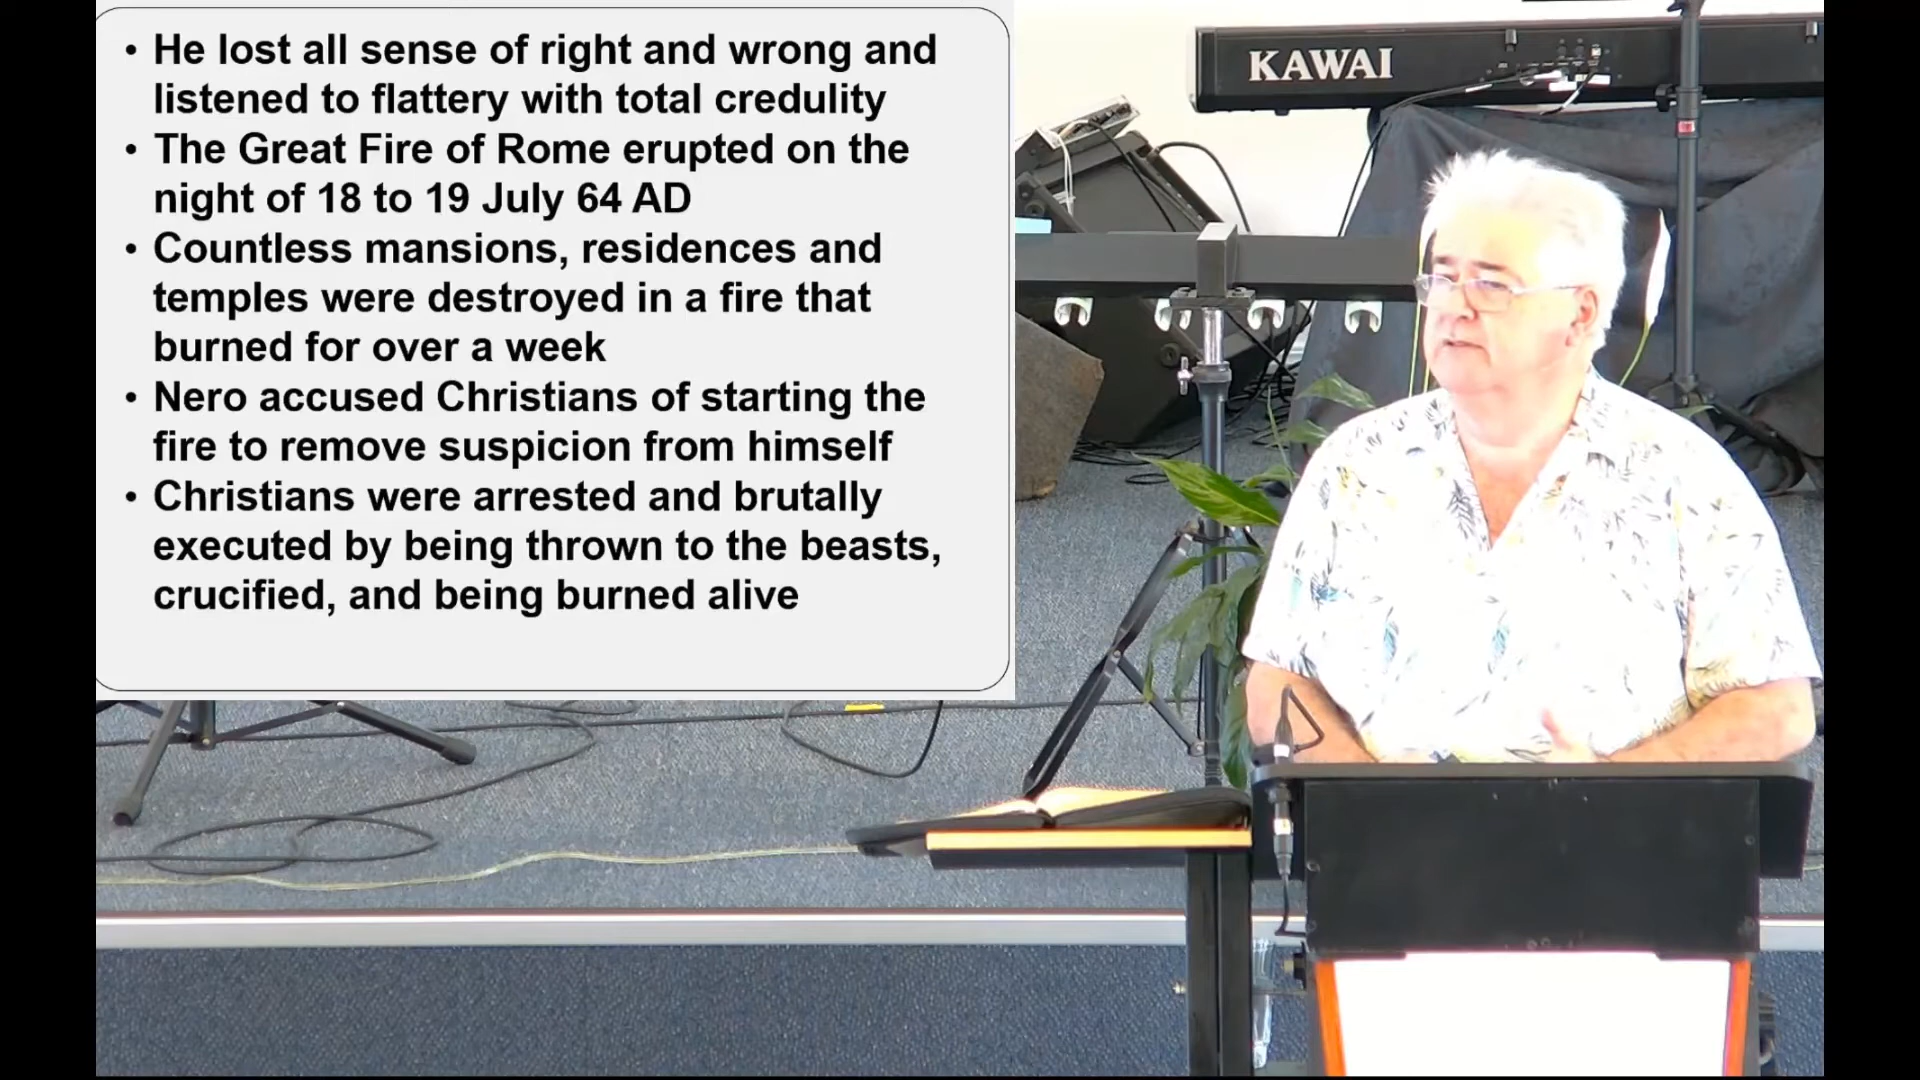 • He lost all sense of right and wrong and
listened to flattery with total credulity
• The Great Fire of Rome erupted on the
night of 18 to 19 July 64 AD
• Countless mansions, residences and
temples were destroyed in a fire that
burned for over a week
• Nero accused Christians of starting the
fire to remove suspicion from himself
• Christians were arrested and brutally
executed by being thrown to the beasts,
crucified, and being burned alive
KAWAI